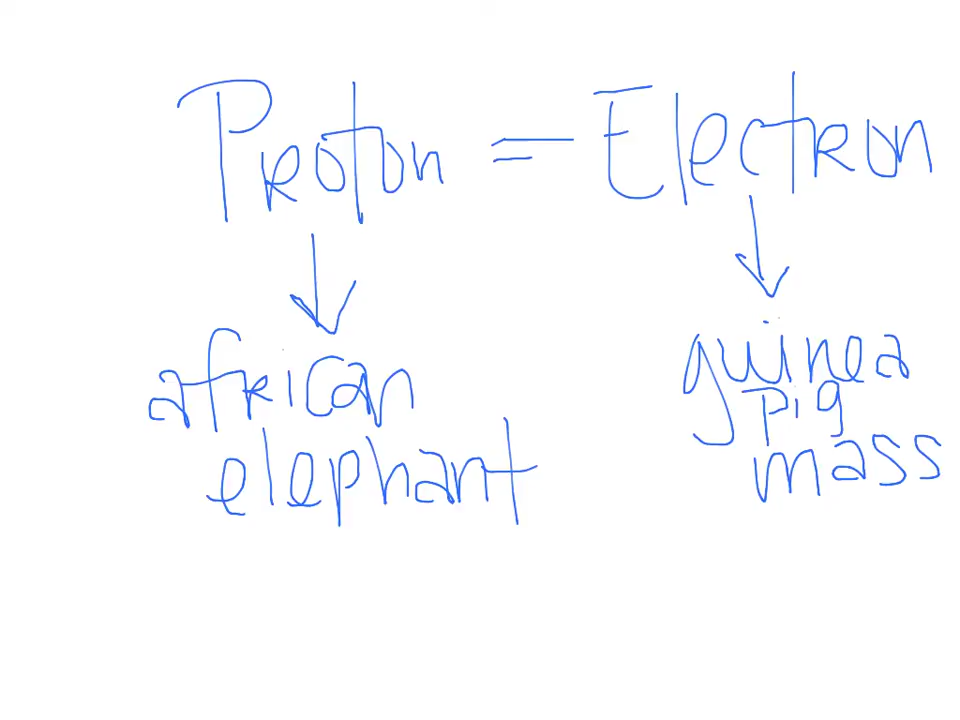 Proton = Electron
african
elephant
guinea
pig
mass